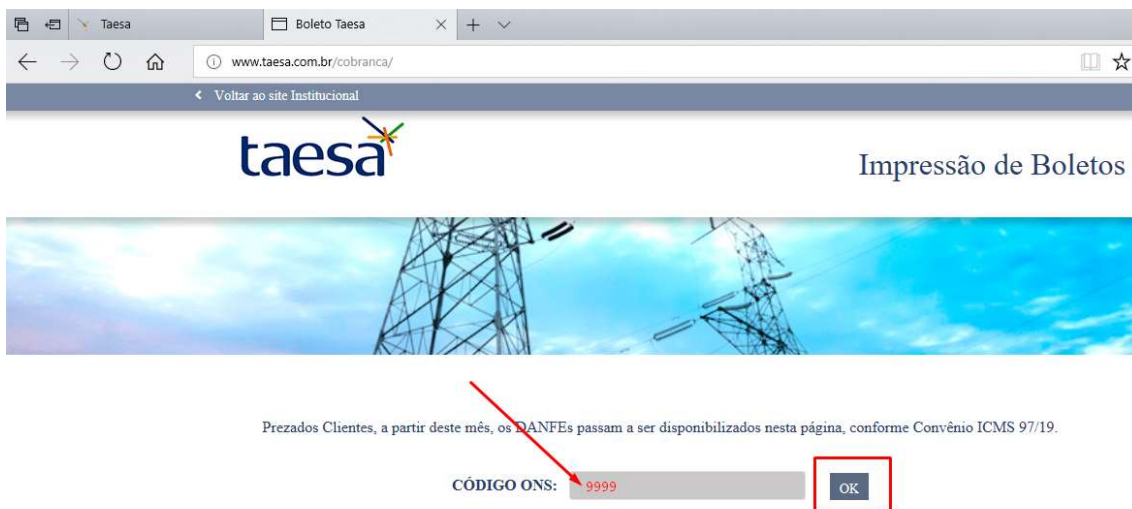 Taesa
Boleto Taesa
www.taesa.com.br/cobranca/
Voltar ao site Institucional
taesa
Impressão de Boletos
Prezados Clientes, a partir deste mês, os DANFEs passam a ser disponibilizados nesta página, conforme Convênio ICMS 97/19.
CÓDIGO ONS: 9999 OK